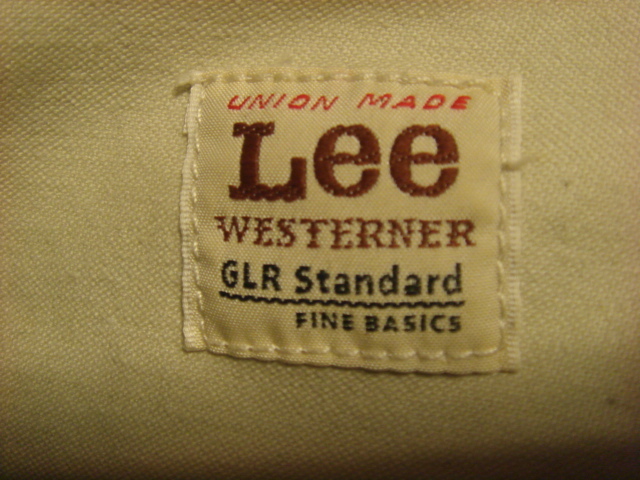 UNION MADE
Lee
WESTERNER
GLR Standard
FINE BASICS